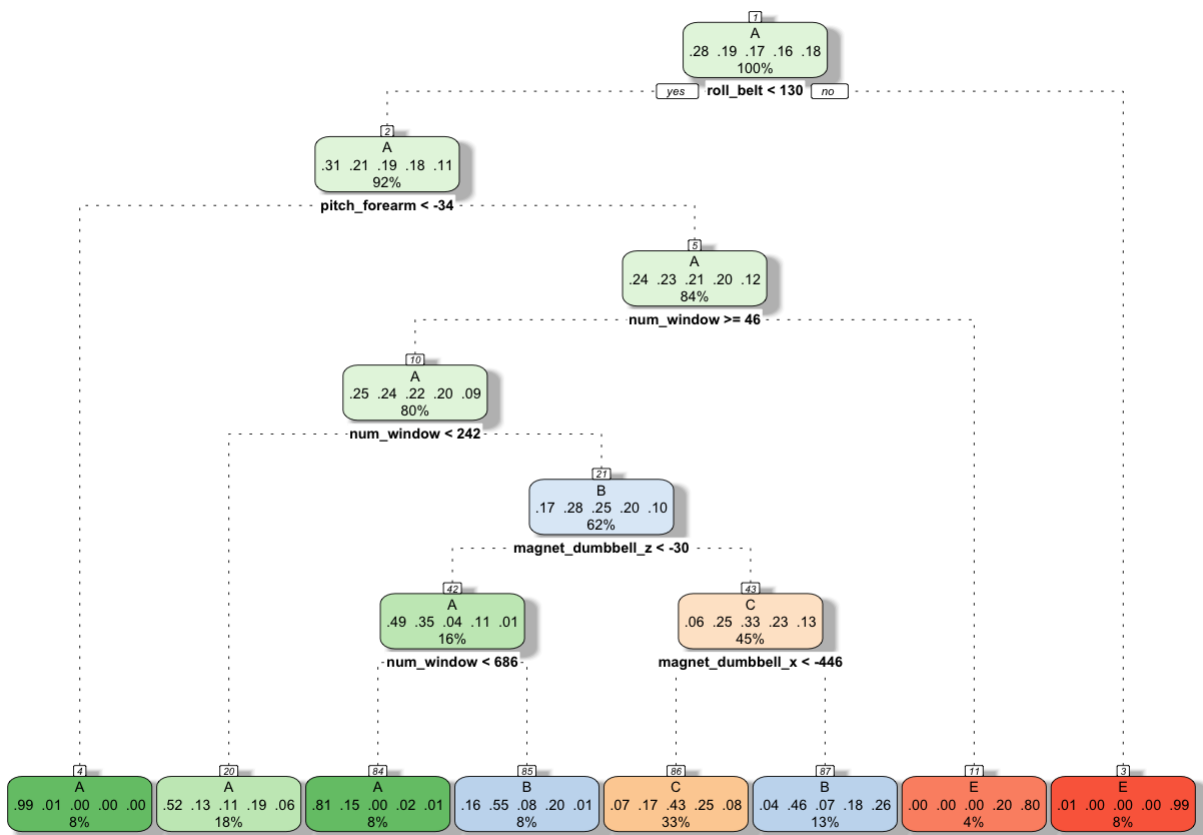 1
A
.28 .19 .17 .16 .18
100%
yes roll_belt < 130 no
2
A
.31 .21 .19 .18 .11
92%
pitch_forearm < -34
5
A
.24 .23 .21 .20 .12
84%
num_window >= 46
10
A
.25 .24 .22 .20 .09
80%
num_window < 242
21
B
.17 .28 .25 .20 .10
62%
magnet_dumbbell_z < -30
42
A
.49 .35 .04 .11 .01
16%
num_window < 686
43
C
.06 .25 .33 .23 .13
45%
magnet_dumbbell_x < -446
4
A
.99 .01 .00 .00 .00
8%
20
A
.52 .13 .11 .19 .06
18%
84
A
.81 .15 .00 .02 .01
8%
85
B
.16 .55 .08 .20 .01
8%
86
C
.07 .17 .43 .25 .08
33%
87
B
.04 .46 .07 .18 .26
13%
11
E
.00 .00 .00 .20 .80
4%
3
E
.01 .00 .00 .00 .99
8%